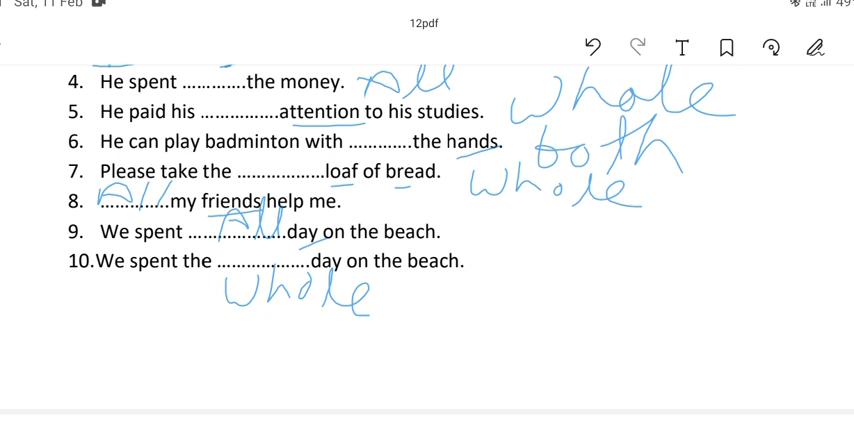 Sat, 11 Feb
LTE 49
12pdf
T
4. He spent ............the money. All
5. He paid his ...............attention to his studies. Whole
6. He can play badminton with ............the hands. both
7. Please take the .................loaf of bread. Whole
8. All.............my friends help me.
9. We spent ...... All ......day on the beach.
10.We spent the ..................day on the beach.
Whole